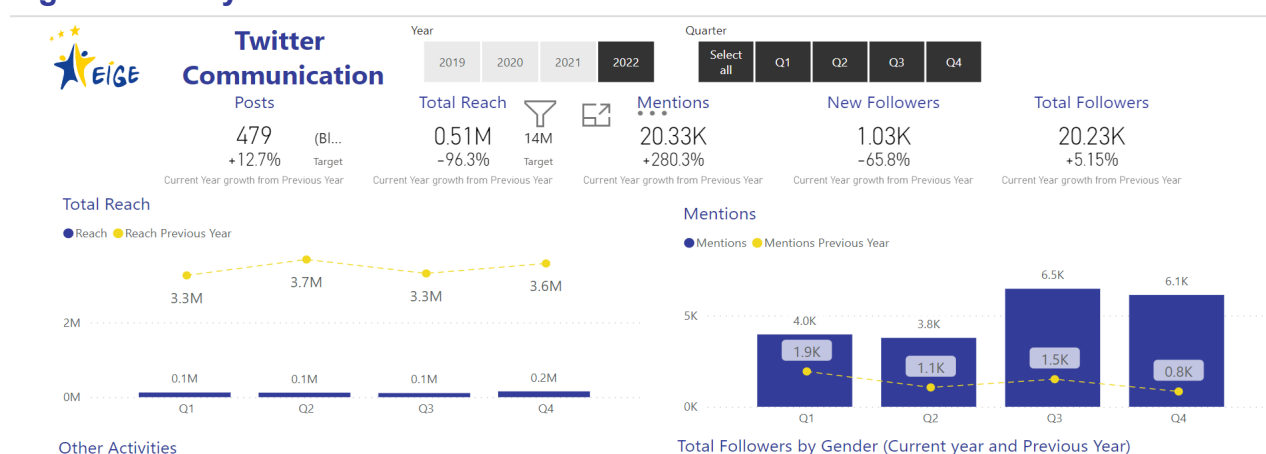 EIGE
Twitter
Communication
Year
2019
2020
2021
2022
Quarter
Select
all
Q1
Q2
Q3
Q4
Posts
479
(Bl...
+12.7%
Target
Current Year growth from Previous Year
Total Reach
0.51M
14M
-96.3%
Target
Current Year growth from Previous Year
Mentions
20.33K
+280.3%
Current Year growth from Previous Year
New Followers
1.03K
-65.8%
Current Year growth from Previous Year
Total Followers
20.23K
+5.15%
Current Year growth from Previous Year
Total Reach
Reach
Reach Previous Year
3.3M
3.7M
3.3M
3.6M
2M
0.1M
0.1M
0.1M
0.2M
0M
Q1
Q2
Q3
Q4
Mentions
Mentions
Mentions Previous Year
6.5K
6.1K
5K
4.0K
3.8K
1.9K
1.1K
1.5K
0.8K
0K
Q1
Q2
Q3
Q4
Other Activities
Total Followers by Gender (Current year and Previous Year)